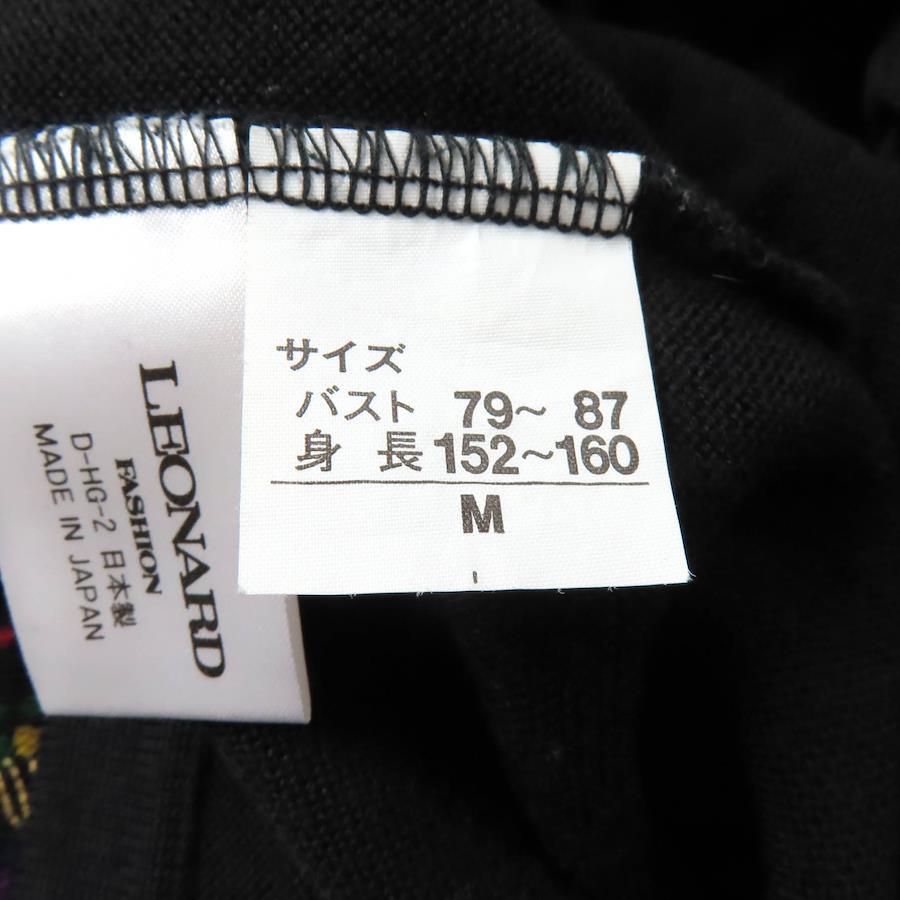 LEONARD
FASHION
D-HG-2 日本製
MADE IN JAPAN
サイズ
バスト 79~ 87
身 長 152~160
M